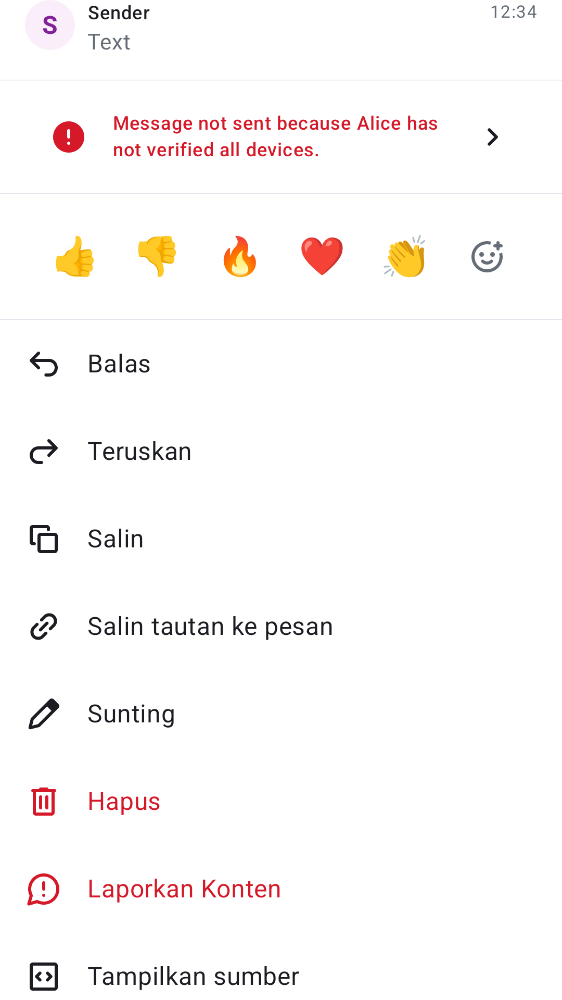 S
Sender
12:34
Text
Message not sent because Alice has
not verified all devices.
Balas
Teruskan
Salin
Salin tautan ke pesan
Sunting
Hapus
Laporkan Konten
Tampilkan sumber